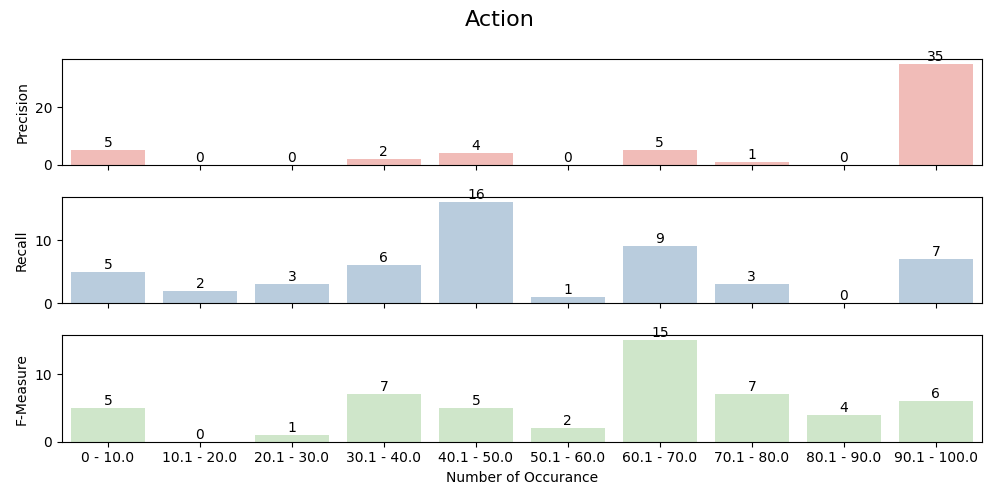 Action
Precision
20
0
5 0 0 2 4 0 5 1 0 35
Recall
10
0
5 2 3 6 16 1 9 3 0 7
F-Measure
10
0
5 0 1 7 5 2 15 7 4 6
0 - 10.0 10.1 - 20.0 20.1 - 30.0 30.1 - 40.0 40.1 - 50.0 50.1 - 60.0 60.1 - 70.0 70.1 - 80.0 80.1 - 90.0 90.1 - 100.0
Number of Occurance